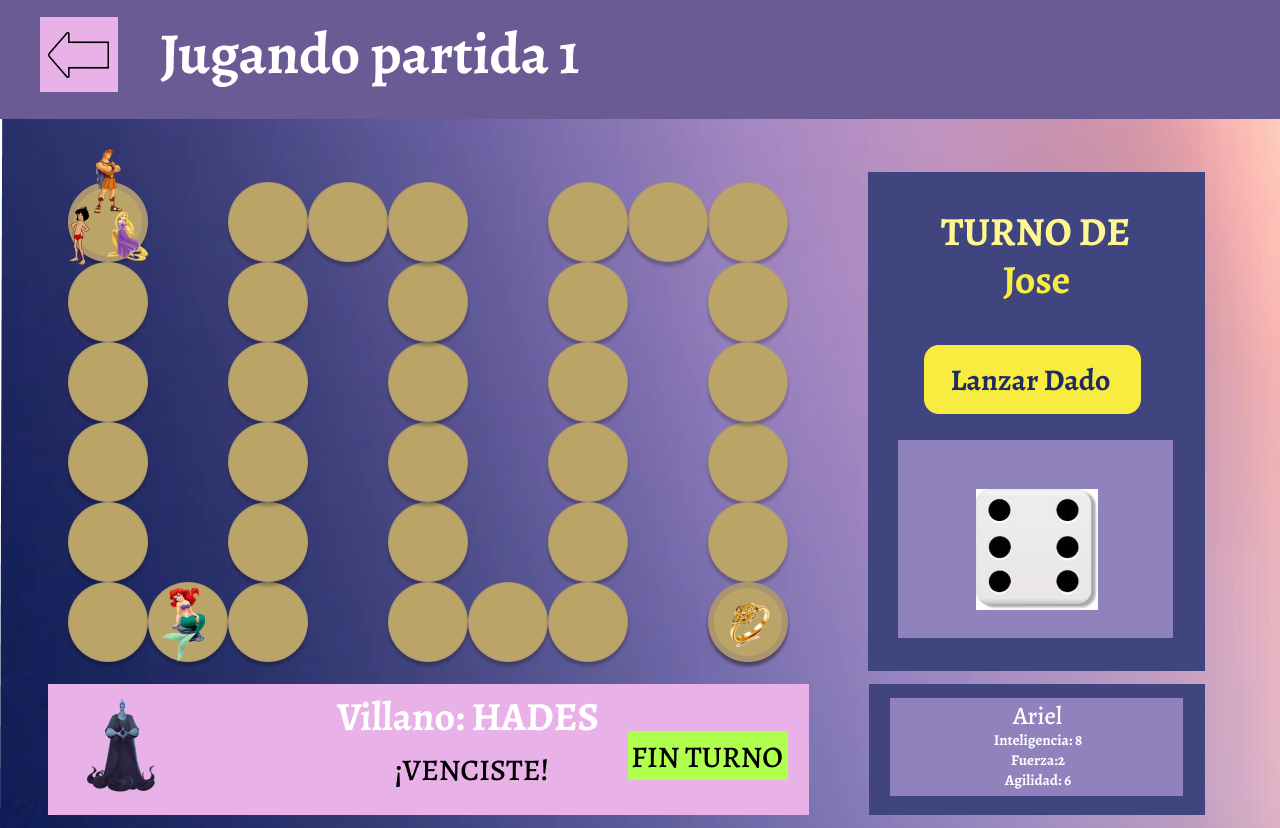 Jugando partida 1
TURNO DE
Jose
Lanzar Dado
Villano: HADES
¡VENCISTE!
FIN TURNO
Ariel
Inteligencia: 8
Fuerza:2
Agilidad: 6